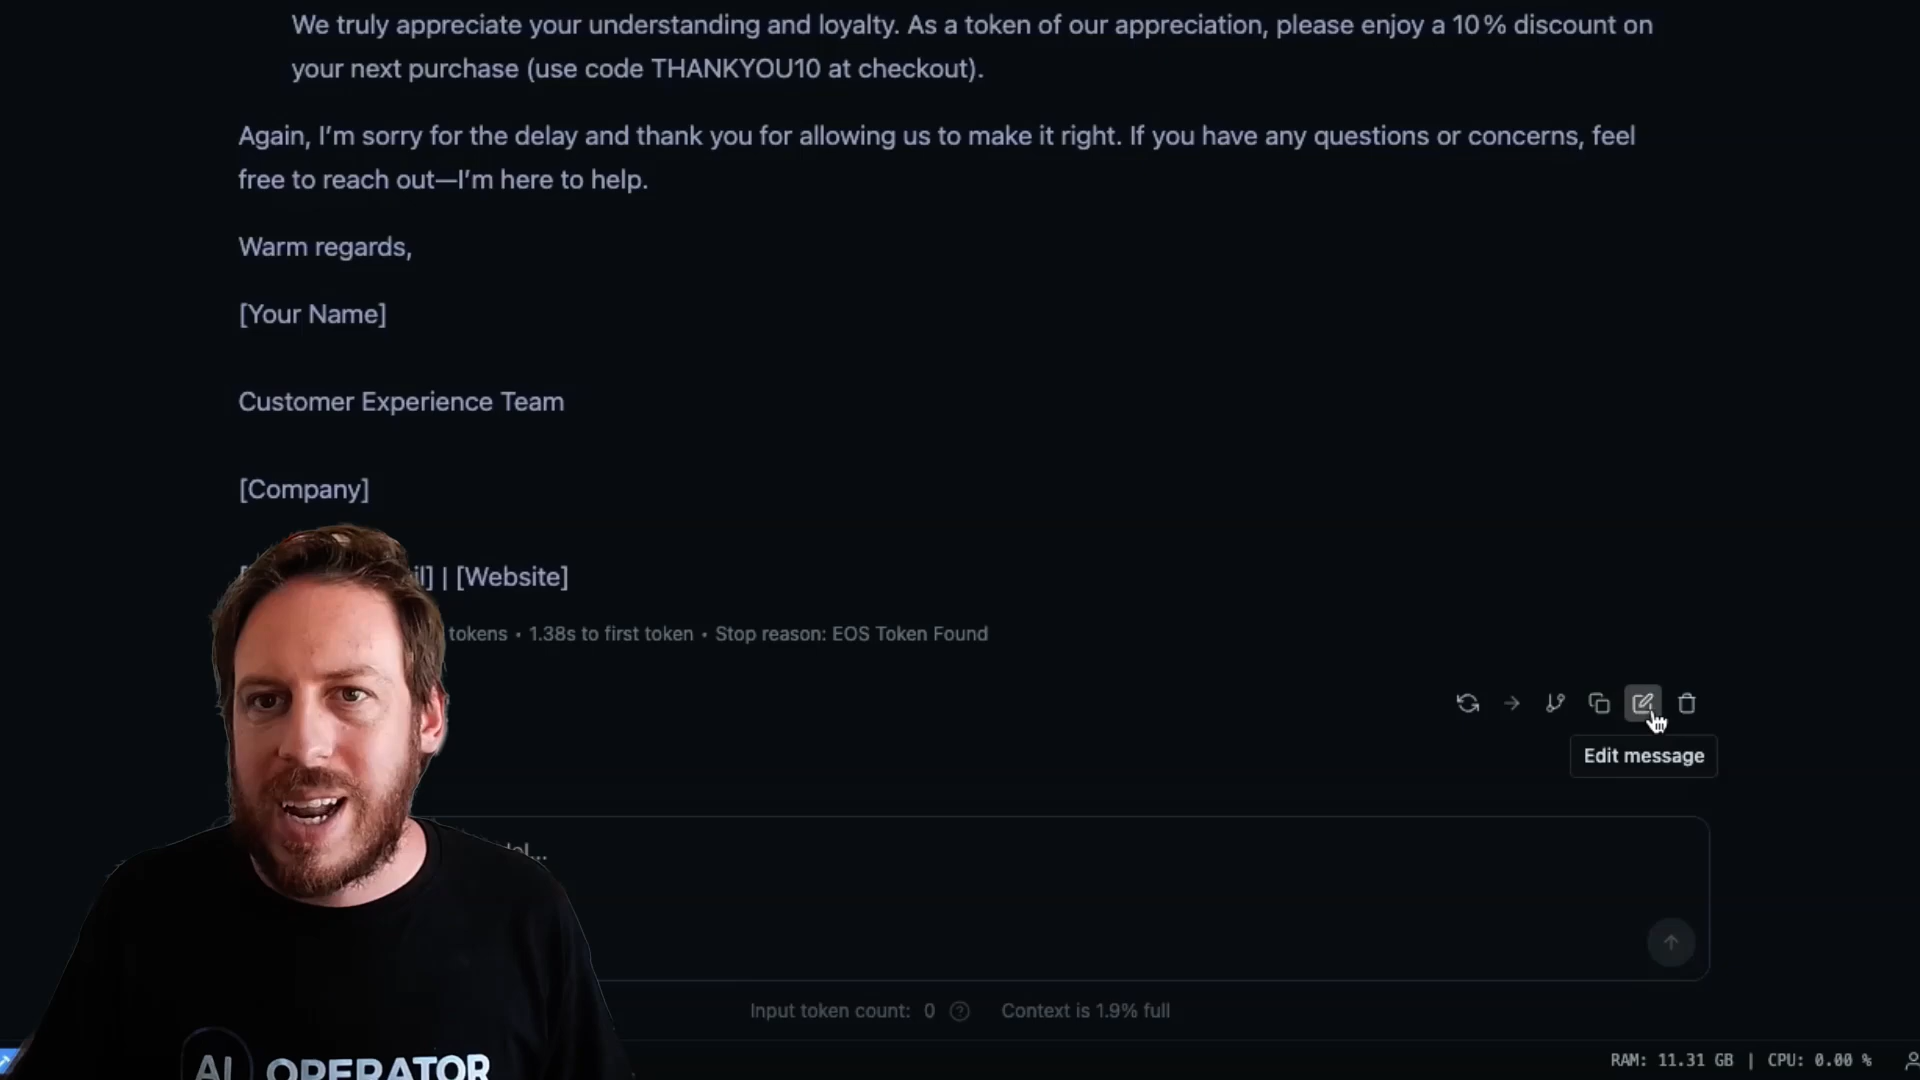 We truly appreciate your understanding and loyalty. As a token of our appreciation, please enjoy a 10 % discount on
your next purchase (use code THANKYOU10 at checkout).
Again, I’m sorry for the delay and thank you for allowing us to make it right. If you have any questions or concerns, feel
free to reach out—I’m here to help.
Warm regards,
[Your Name]
Customer Experience Team
[Company]
| [Website]
tokens • 1.38s to first token • Stop reason: EOS Token Found
Edit message
Input token count: 0 ? Context is 1.9% full
RAM: 11.31 GB | CPU: 0.00 %
AI OPERATOR